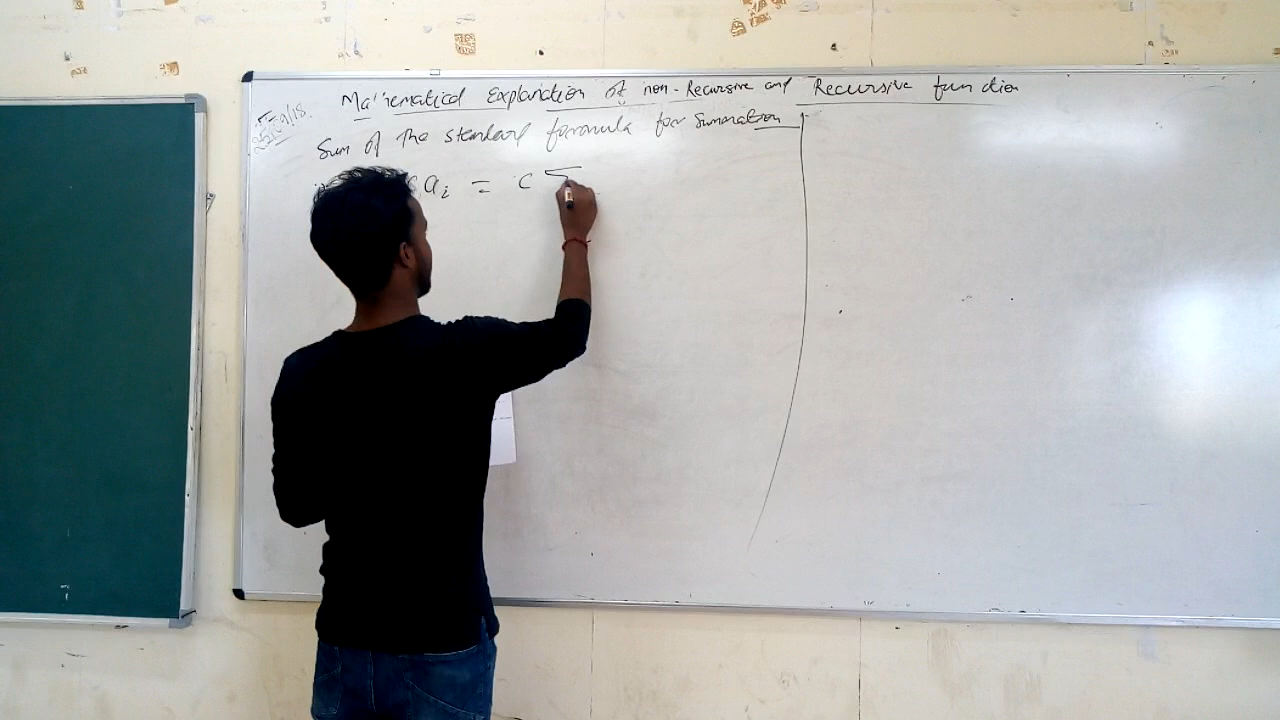 Mathematical Explanation of non-Recursive and Recursive function
Sum of the standard formula for Summation
a_i = c Σ